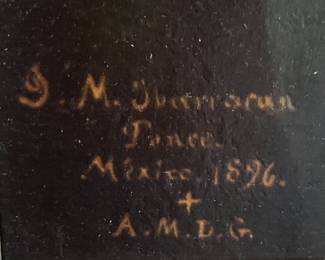 J. M. Ibarraran
Ponce.
México. 1896.
+
A. M. D. G.